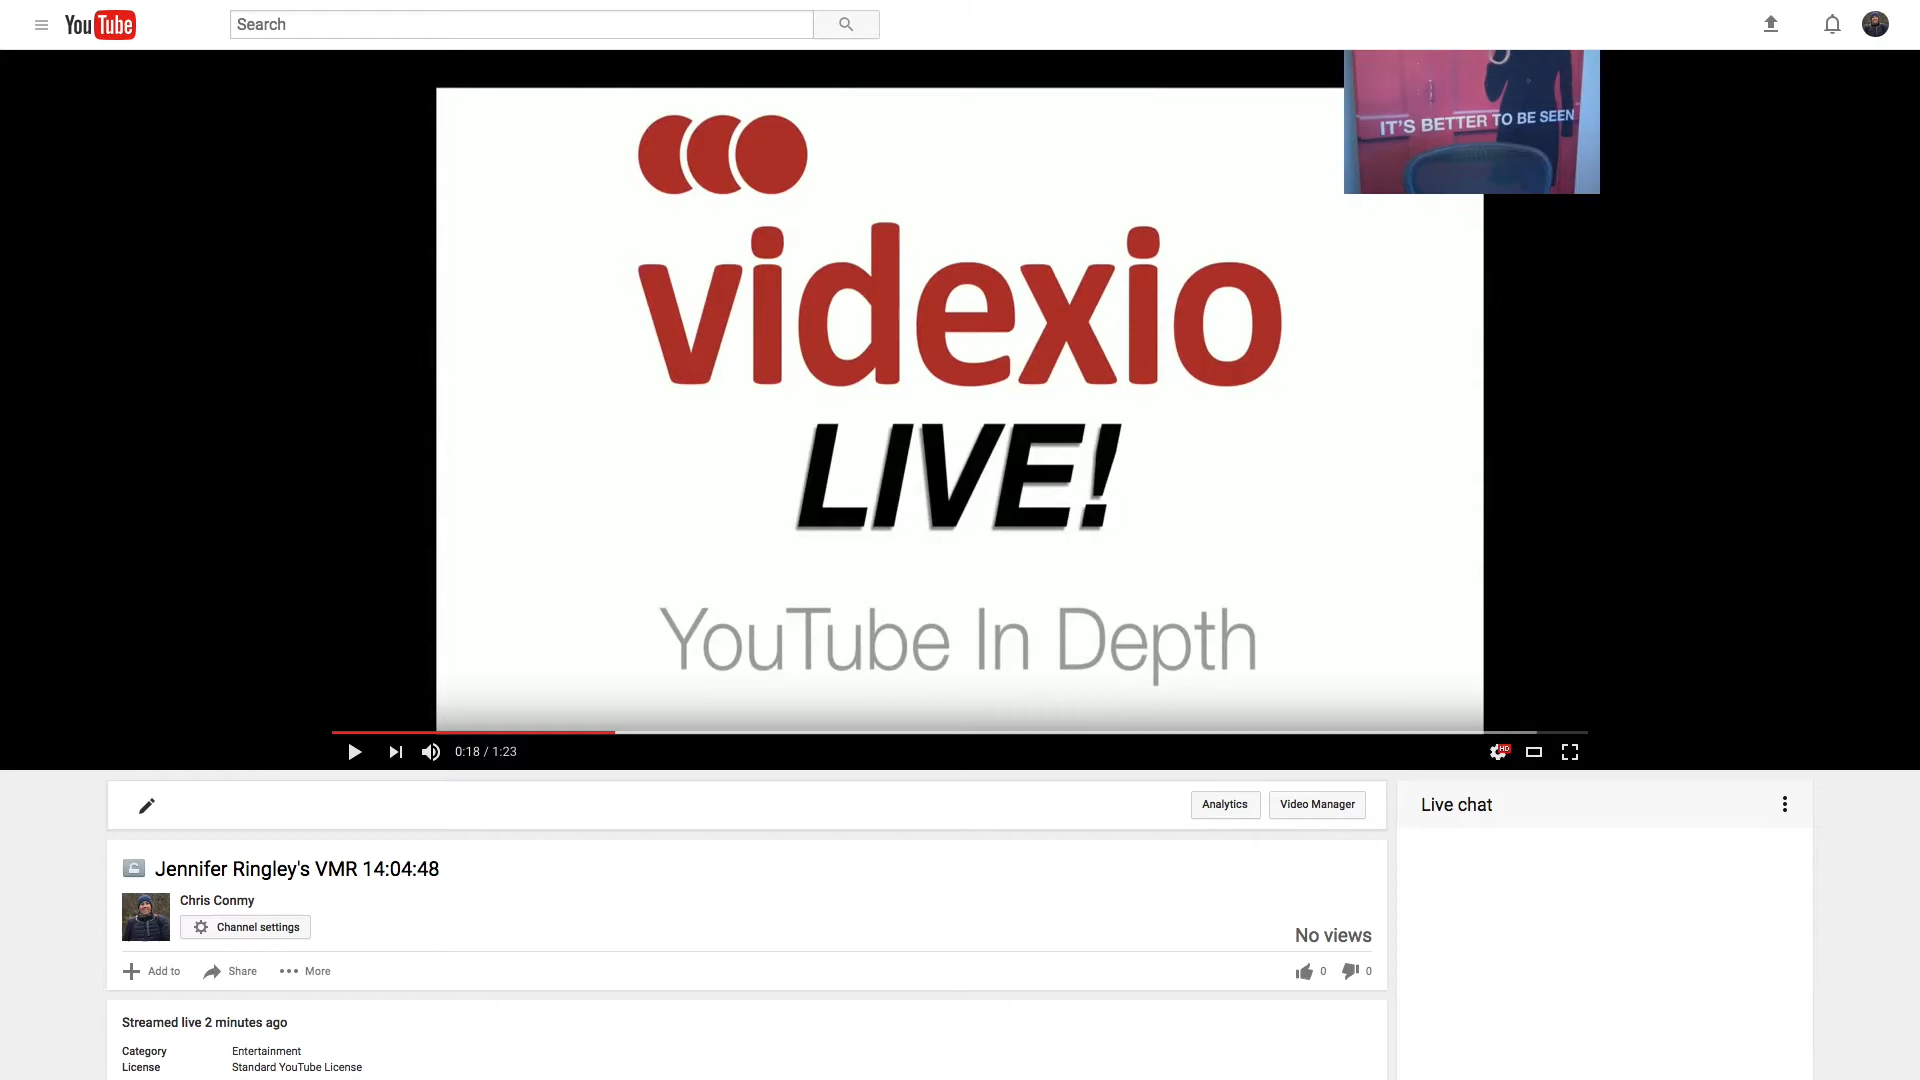 YouTube
Search
IT'S BETTER TO BE SEEN
videxio
LIVE!
YouTube In Depth
0:18 / 1:23
HD
Analytics
Video Manager
Live chat
Jennifer Ringley's VMR 14:04:48
Chris Conmy
Channel settings
No views
Add to
Share
More
0
0
Streamed live 2 minutes ago
Category Entertainment
License Standard YouTube License